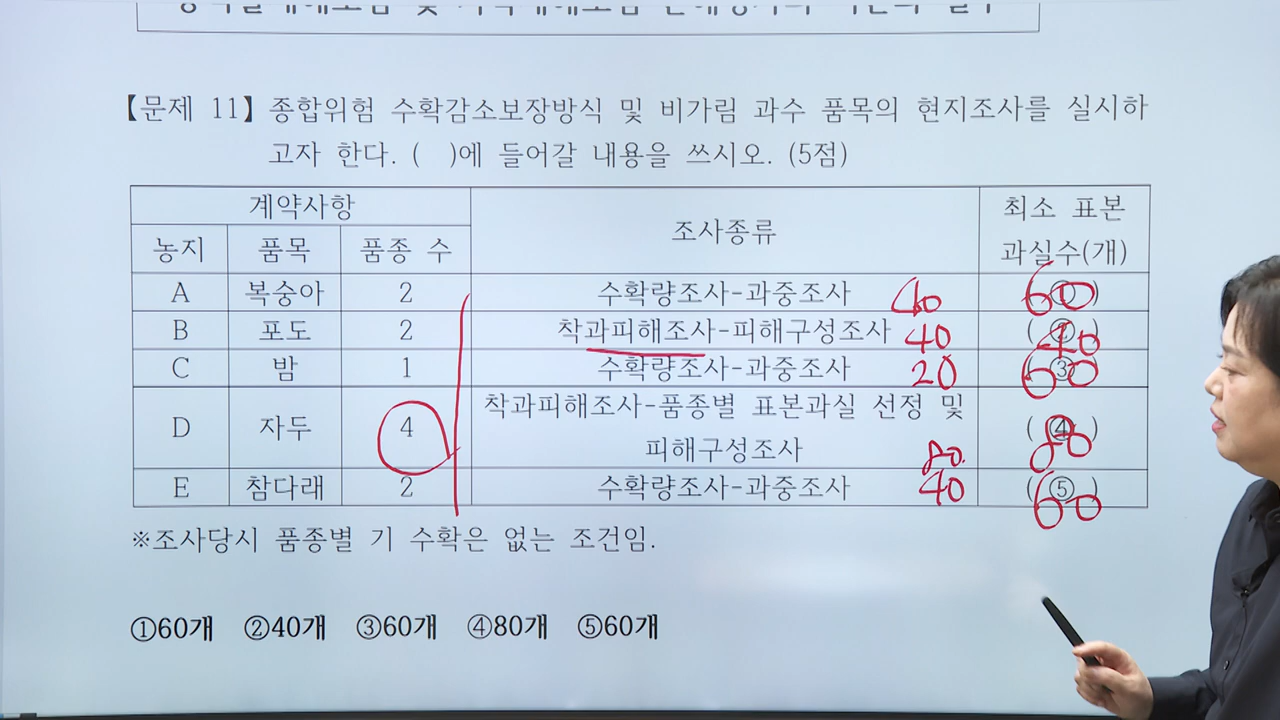 【문제 11】 종합위험 수확감소보장방식 및 비가림 과수 품목의 현지조사를 실시하
고자 한다. ( )에 들어갈 내용을 쓰시오. (5점)
계약사항 조사종류 최소 표본 과실수(개)
농지 품목 품종 수
A 복숭아 2 수확량조사-과중조사 40 ( ① ) 60
B 포도 2 착과피해조사-피해구성조사 40 ( ② ) 40
C 밤 1 수확량조사-과중조사 20 ( ③ ) 60
D 자두 4 착과피해조사-품종별 표본과실 선정 및
피해구성조사 80 ( ④ ) 80
E 참다래 2 수확량조사-과중조사 40 ( ⑤ ) 60
※조사당시 품종별 기 수확은 없는 조건임.
①60개 ②40개 ③60개 ④80개 ⑤60개